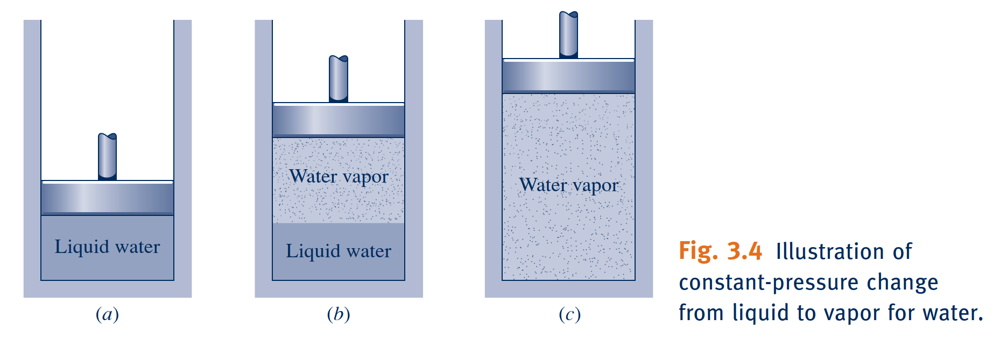 Water vapor
Water vapor
Liquid water
Liquid water
(a)
(b)
(c)
Fig. 3.4 Illustration of
constant-pressure change
from liquid to vapor for water.